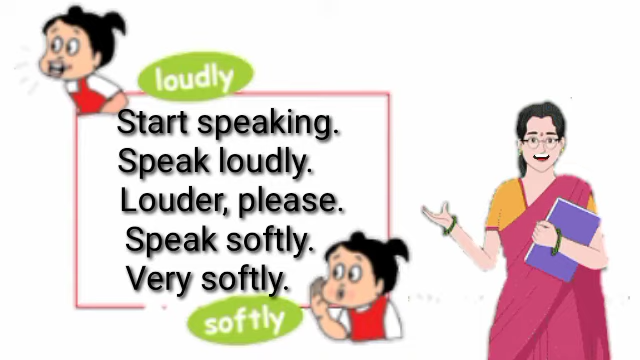 loudly
Start speaking.
Speak loudly.
Louder, please.
Speak softly.
Very softly.
softly